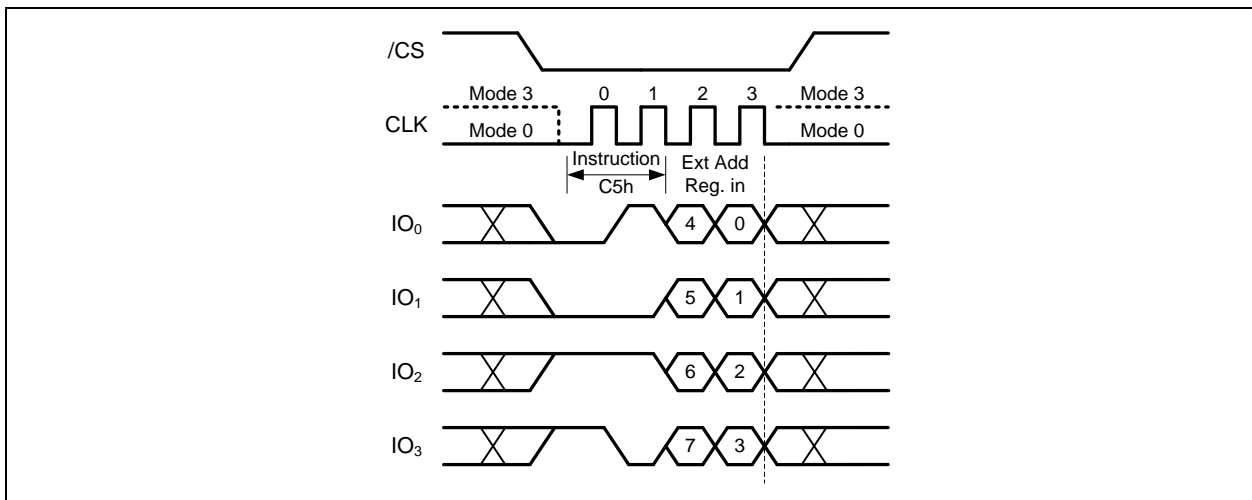 /CS
Mode 3 0 1 2 3 Mode 3
CLK Mode 0 Mode 0
Instruction Ext Add
C5h Reg. in
IO₀ 4 0
IO₁ 5 1
IO₂ 6 2
IO₃ 7 3